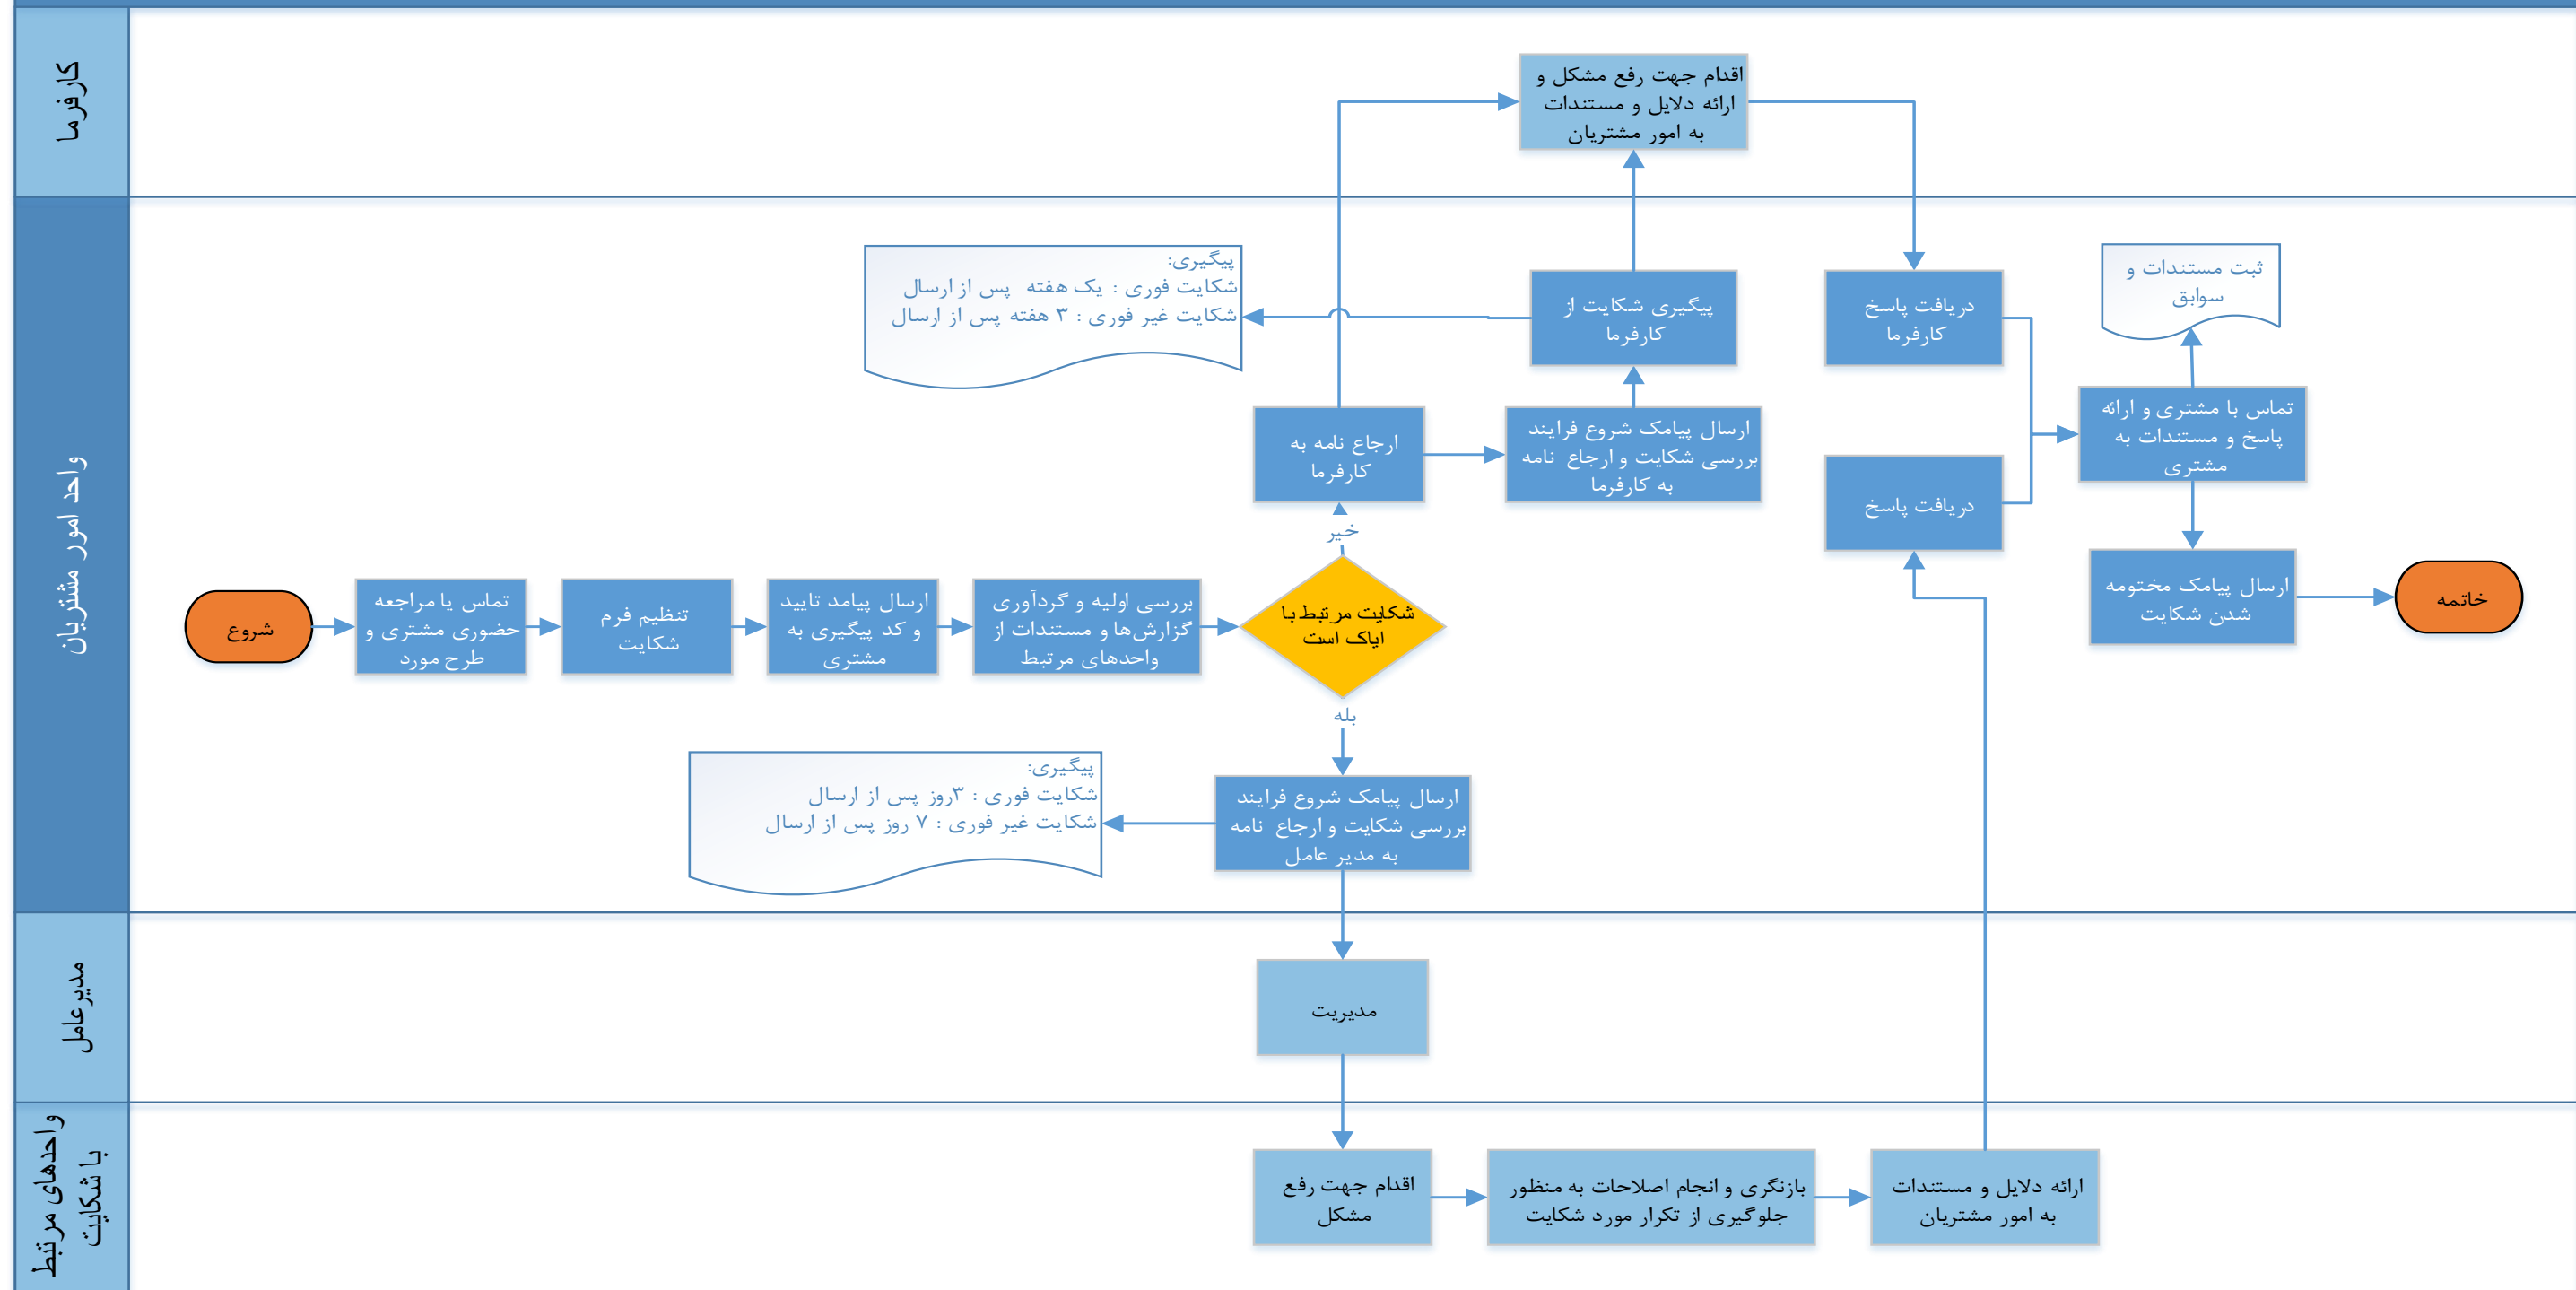 کارفرما
اقدام جهت رفع مشکل و
ارائه دلایل و مستندات
به امور مشتریان
واحد امور مشتریان
پیگیری:
شکایت فوری : یک هفته پس از ارسال
شکایت غیر فوری : ۳ هفته پس از ارسال
پیگیری شکایت از
کارفرما
دریافت پاسخ
کارفرما
ثبت مستندات و
سوابق
ارجاع نامه به
کارفرما
ارسال پیامک شروع فرایند
بررسی شکایت و ارجاع نامه
به کارفرما
دریافت پاسخ
تماس با مشتری و ارائه
پاسخ و مستندات به
مشتری
خیر
شروع
تماس یا مراجعه
حضوری مشتری و
طرح مورد
تنظیم فرم
شکایت
ارسال پیامد تایید
و کد پیگیری به
مشتری
بررسی اولیه و گردآوری
گزارش‌ها و مستندات از
واحدهای مرتبط
شکایت مرتبط با
ایاک است
ارسال پیامک مختومه
شدن شکایت
خاتمه
بله
پیگیری:
شکایت فوری : ۳روز پس از ارسال
شکایت غیر فوری : ۷ روز پس از ارسال
ارسال پیامک شروع فرایند
بررسی شکایت و ارجاع نامه
به مدیر عامل
مدیرعامل
مدیریت
واحدهای مرتبط
با شکایت
اقدام جهت رفع
مشکل
بازنگری و انجام اصلاحات به منظور
جلوگیری از تکرار مورد شکایت
ارائه دلایل و مستندات
به امور مشتریان